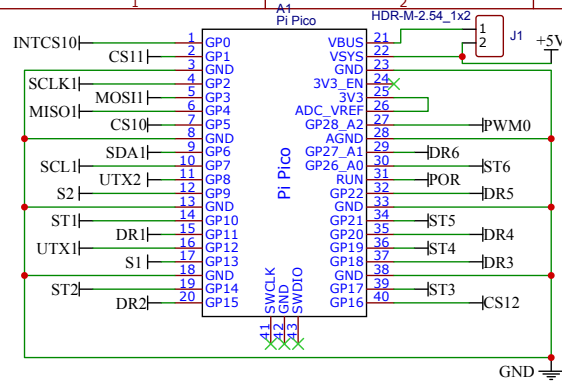 1
2
A1
Pi Pico
HDR-M-2.54_1x2
1
2
J1
+5V
INTCS10 1 GP0 VBUS 21
CS11 2 GP1 VSYS 22
3 GND GND 23
SCLK1 4 GP2 3V3_EN 24
MOSI1 5 GP3 3V3 25
MISO1 6 GP4 ADC_VREF 26
CS10 7 GP5 GP28_A2 27 PWM0
8 GND AGND 28
SDA1 9 GP6 GP27_A1 29 DR6
SCL1 10 GP7 GP26_A0 30 ST6
UTX2 11 GP8 RUN 31 POR
S2 12 GP9 GP22 32 DR5
13 GND GND 33
ST1 14 GP10 GP21 34 ST5
DR1 15 GP11 GP20 35 DR4
UTX1 16 GP12 GP19 36 ST4
S1 17 GP13 GP18 37 DR3
18 GND GND 38
ST2 19 GP14 GP17 39 ST3
DR2 20 GP15 GP16 40 CS12
Pi Pico
SWCLK
GND
SWDIO
41
42
43
GND